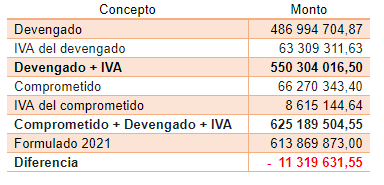 Concepto Monto
Devengado 486 994 704,87
IVA del devengado 63 309 311,63
Devengado + IVA 550 304 016,50
Comprometido 66 270 343,40
IVA del comprometido 8 615 144,64
Comprometido + Devengado + IVA 625 189 504,55
Formulado 2021 613 869 873,00
Diferencia - 11 319 631,55